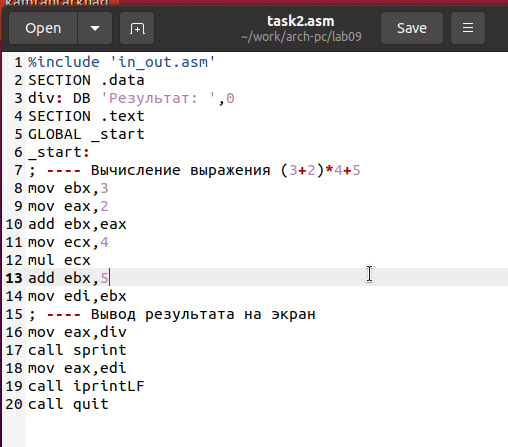 Open
task2.asm
~/work/arch-pc/lab09
Save
1 %include 'in_out.asm'
2 SECTION .data
3 div: DB 'Результат: ',0
4 SECTION .text
5 GLOBAL _start
6 _start:
7 ; ---- Вычисление выражения (3+2)*4+5
8 mov ebx,3
9 mov eax,2
10 add ebx,eax
11 mov ecx,4
12 mul ecx
13 add ebx,5
14 mov edi,ebx
15 ; ---- Вывод результата на экран
16 mov eax,div
17 call sprint
18 mov eax,edi
19 call iprintLF
20 call quit